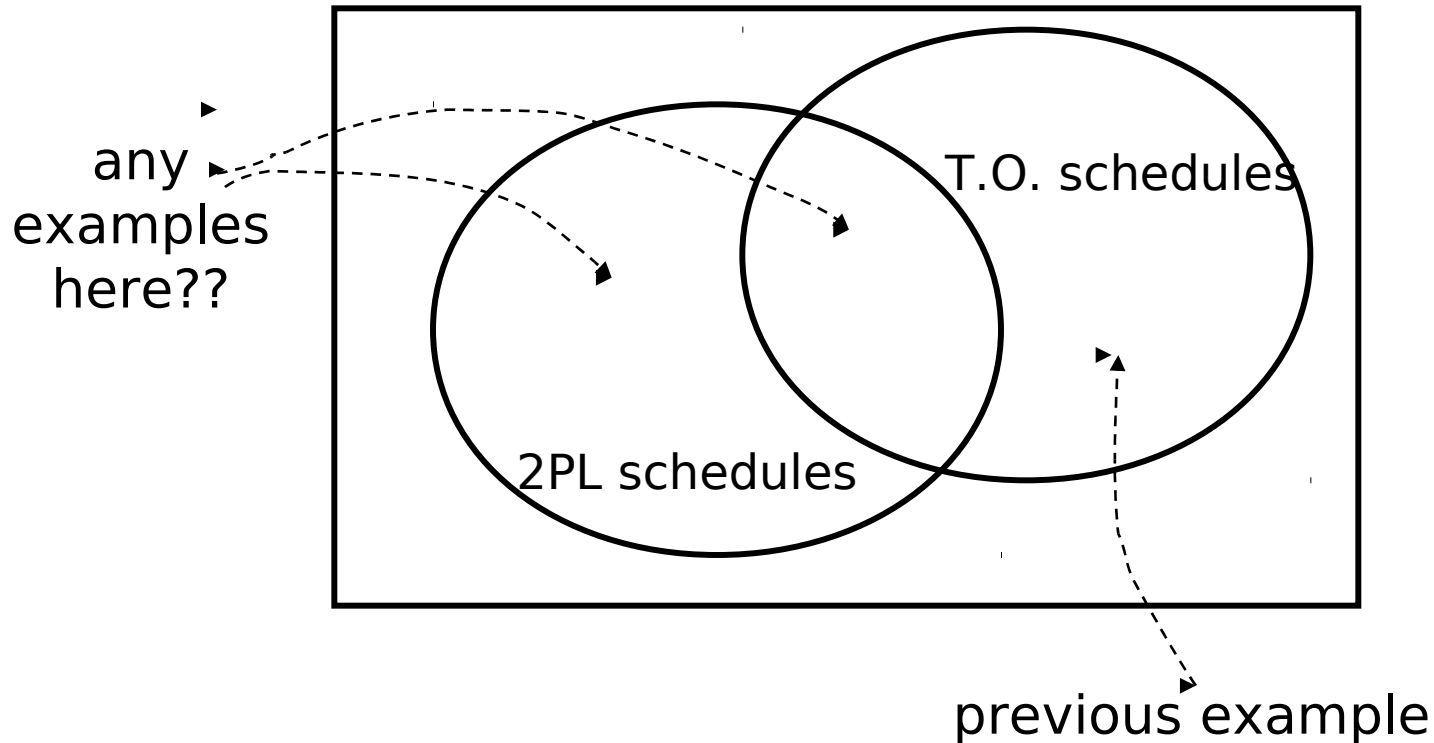 any
examples
here??
T.O. schedules
2PL schedules
previous example